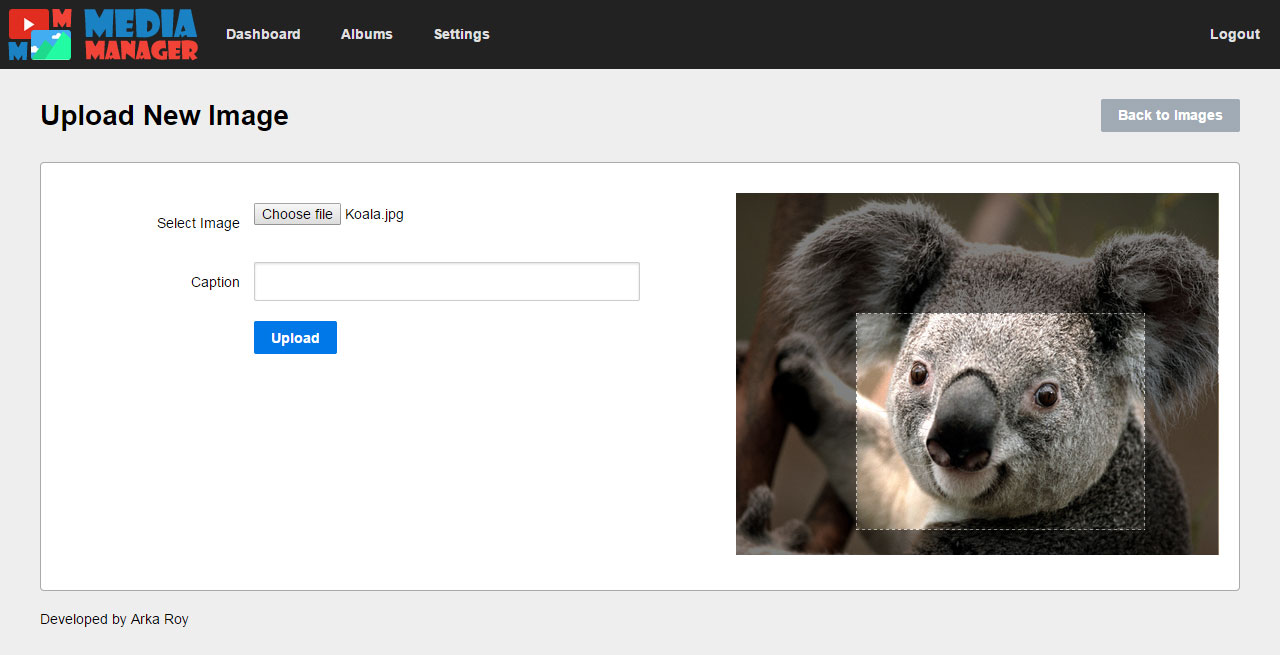 M
M
MEDIA
MANAGER
Dashboard
Albums
Settings
Logout
Upload New Image
Back to Images
Select Image
Choose file Koala.jpg
Caption
Upload
Developed by Arka Roy